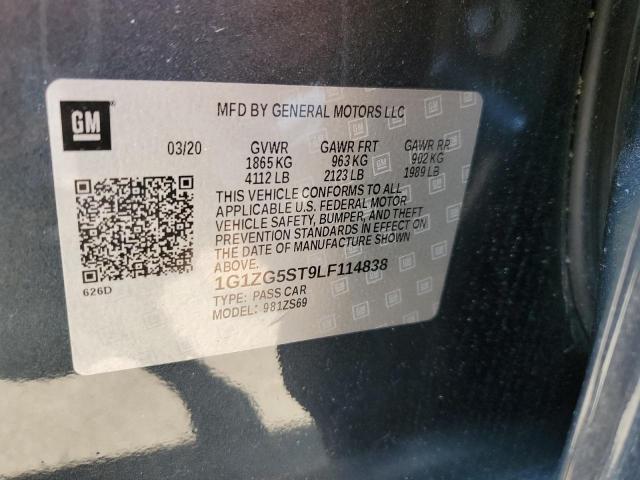 GM
MFD BY GENERAL MOTORS LLC
03/20 GVWR GAWR FRT GAWR RR
1865 KG 963 KG 902 KG
4112 LB 2123 LB 1989 LB
THIS VEHICLE CONFORMS TO ALL
APPLICABLE U.S. FEDERAL MOTOR
VEHICLE SAFETY, BUMPER, AND THEFT
PREVENTION STANDARDS IN EFFECT ON
THE DATE OF MANUFACTURE SHOWN
ABOVE.
1G1ZG5ST9LF114838
TYPE: PASS CAR
MODEL: 981ZS69
626D